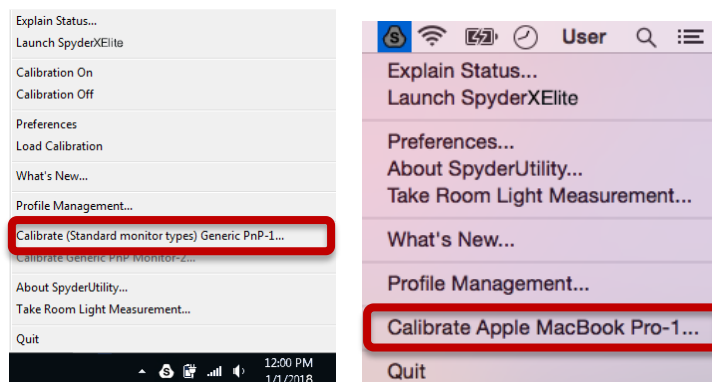 Explain Status...
Launch SpyderXElite
Calibration On
Calibration Off
Preferences
Load Calibration
What's New...
Profile Management...
Calibrate (Standard monitor types) Generic PnP-1...
Calibrate Generic PnP Monitor-2...
About SpyderUtility...
Take Room Light Measurement...
Quit
12:00 PM
1/1/2018
S User
Explain Status...
Launch SpyderXElite
Preferences...
About SpyderUtility...
Take Room Light Measurement...
What's New...
Profile Management...
Calibrate Apple MacBook Pro-1...
Quit